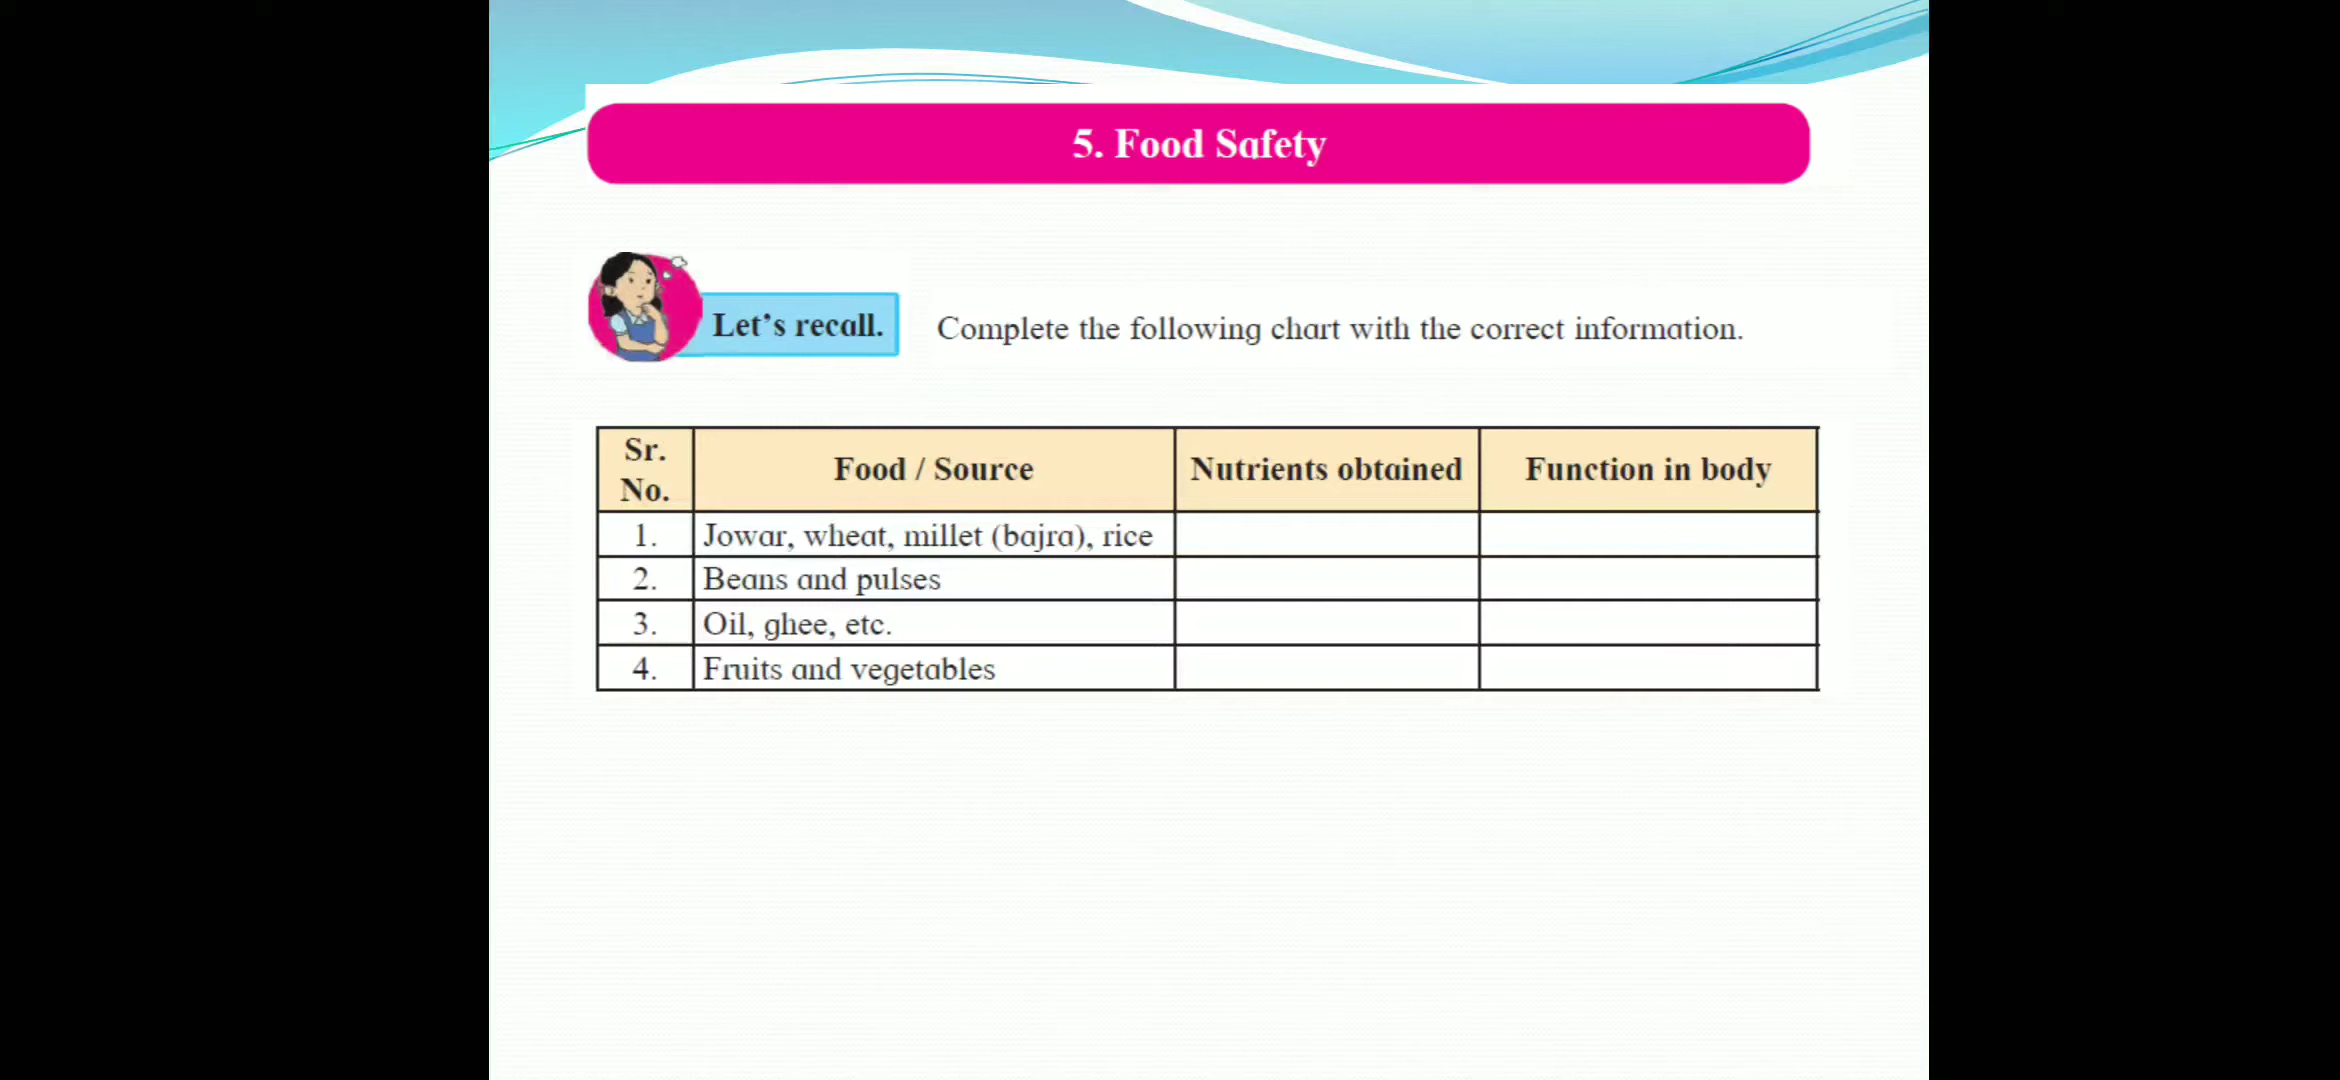 5. Food Safety
Let's recall. Complete the following chart with the correct information.
Sr. No. Food / Source Nutrients obtained Function in body
1. Jowar, wheat, millet (bajra), rice
2. Beans and pulses
3. Oil, ghee, etc.
4. Fruits and vegetables